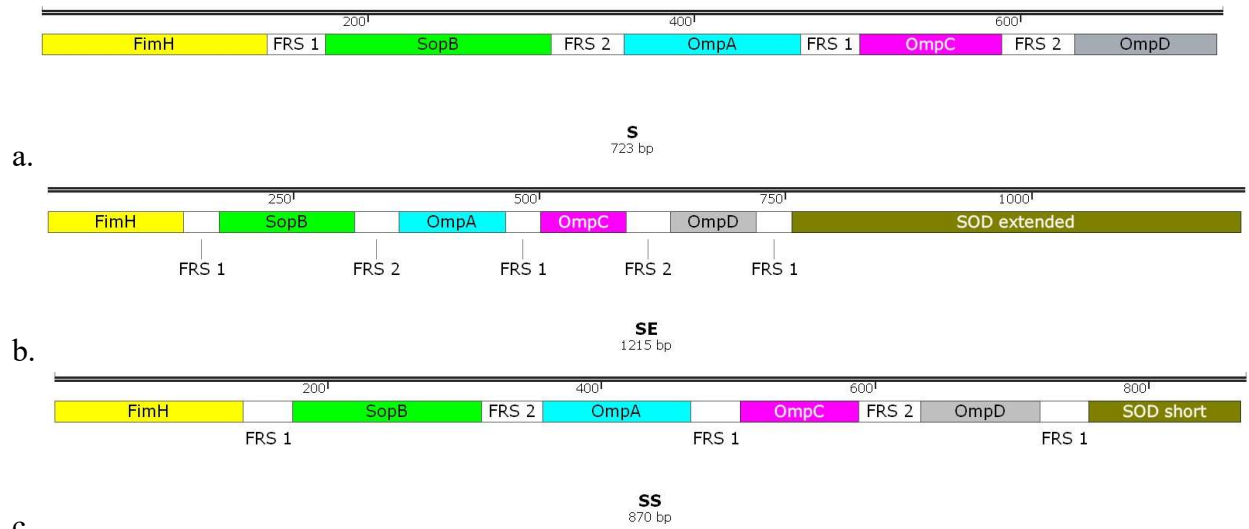 200 400 600
FimH FRS 1 SopB FRS 2 OmpA FRS 1 OmpC FRS 2 OmpD
S
723 bp
a.
250 500 750 1000
FimH SopB OmpA OmpC OmpD SOD extended
FRS 1 FRS 2 FRS 1 FRS 2 FRS 1
SE
1215 bp
b.
200 400 600 800
FimH SopB FRS 2 OmpA OmpC FRS 2 OmpD SOD short
FRS 1 FRS 1 FRS 1
SS
870 bp
c.